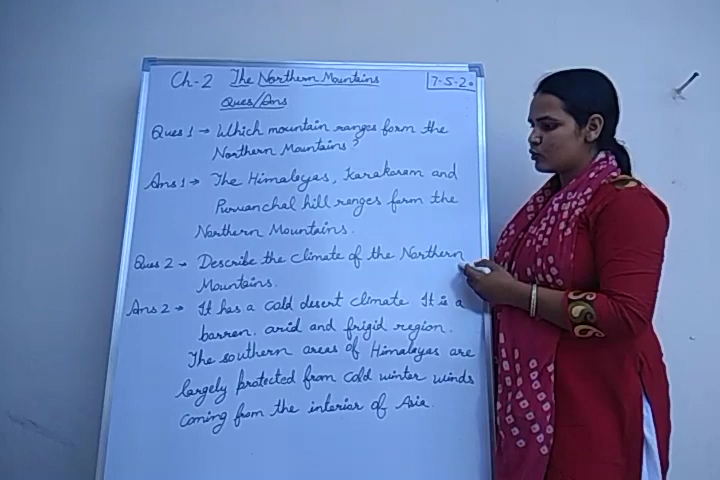 Ch-2 The Northern Mountains
7-5-20
Ques/Ans
Ques 1 → Which mountain ranges form the
Northern Mountains?
Ans 1 → The Himalayas, Karakoram and
Purvanchal hill ranges form the
Northern Mountains.
Ques 2 → Describe the climate of the Northern
Mountains.
Ans 2 → It has a cold desert climate. It is a
barren, arid and frigid region.
The southern areas of Himalayas are
largely protected from cold winter winds
coming from the interior of Asia.